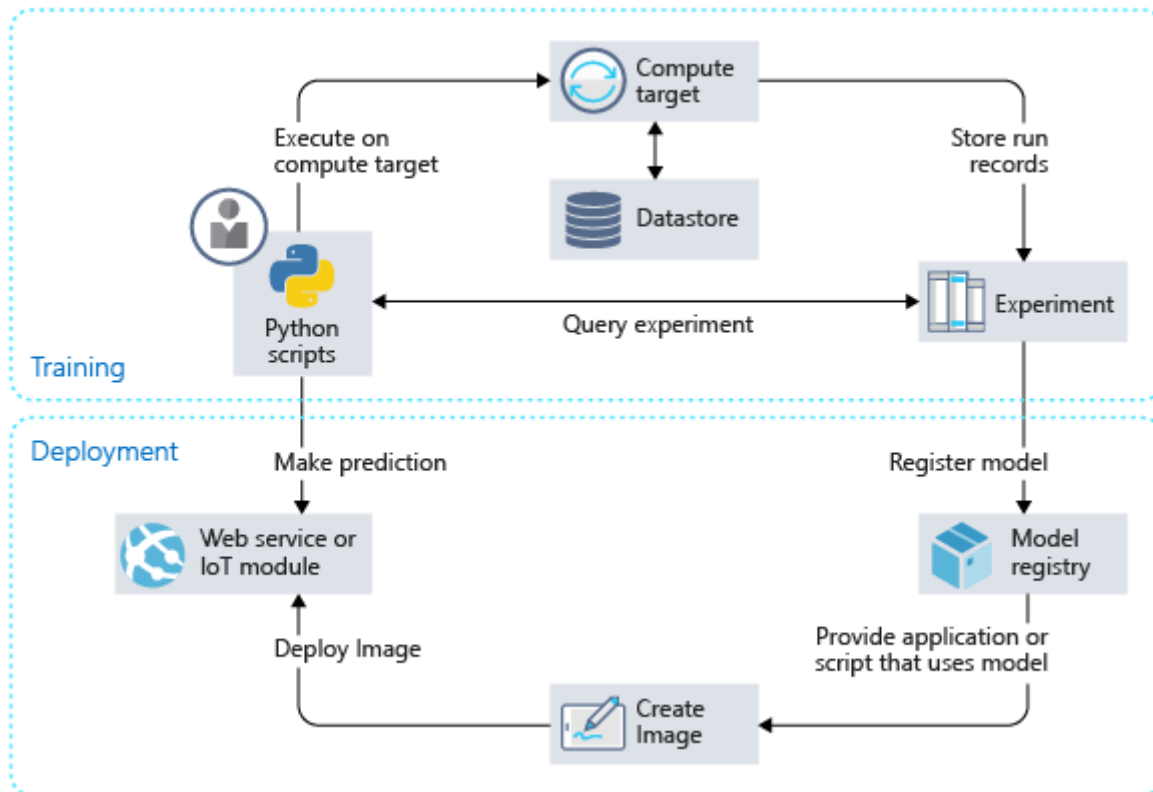 Compute
target
Execute on
compute target
Store run
records
Datastore
Python
scripts
Query experiment
Experiment
Training
Deployment
Make prediction
Register model
Web service or
IoT module
Model
registry
Deploy Image
Provide application or
script that uses model
Create
Image